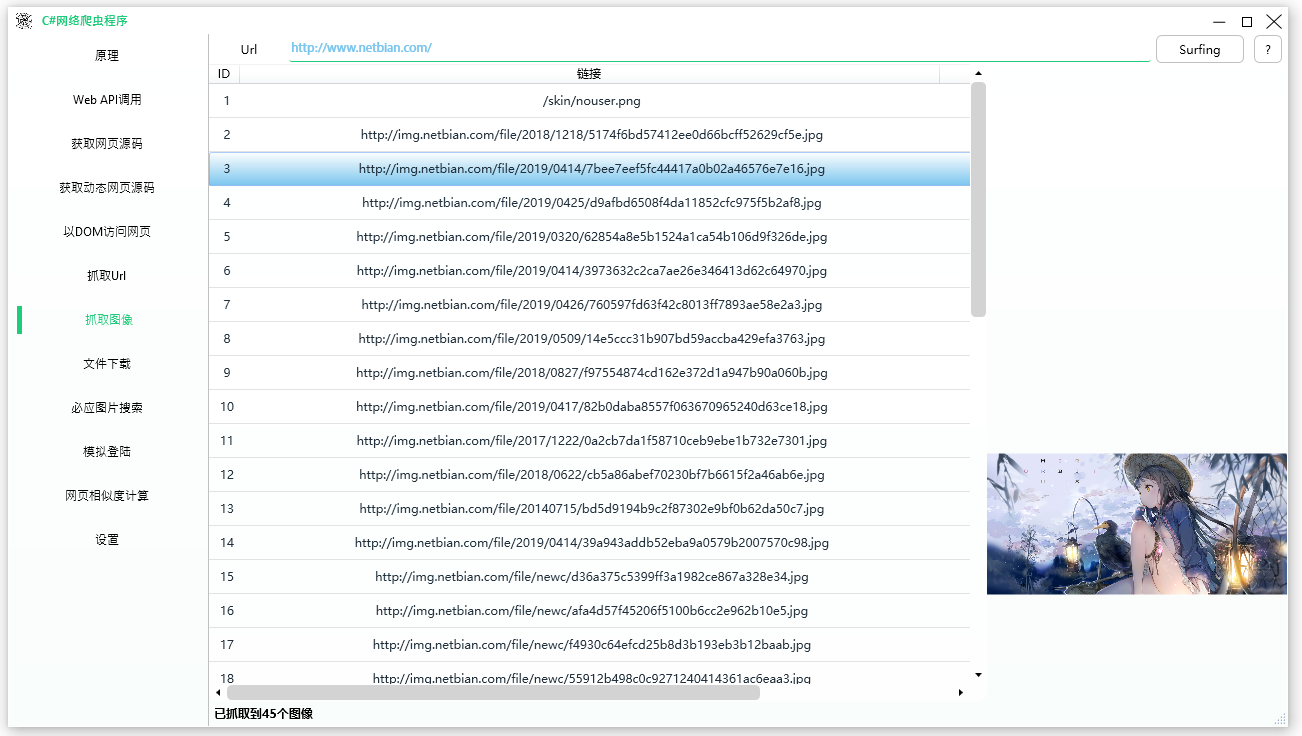 C#网络爬虫程序
原理
Web API调用
获取网页源码
获取动态网页源码
以DOM访问网页
抓取Url
抓取图像
文件下载
必应图片搜索
模拟登陆
网页相似度计算
设置
Url http://www.netbian.com/ Surfing ?
ID 链接
1 /skin/nouser.png
2 http://img.netbian.com/file/2018/1218/5174f6bd57412ee0d66bcff52629cf5e.jpg
3 http://img.netbian.com/file/2019/0414/7bee7eef5fc44417a0b02a46576e7e16.jpg
4 http://img.netbian.com/file/2019/0425/d9afbd6508f4da11852cfc975f5b2af8.jpg
5 http://img.netbian.com/file/2019/0320/62854a8e5b1524a1ca54b106d9f326de.jpg
6 http://img.netbian.com/file/2019/0414/3973632c2ca7ae26e346413d62c64970.jpg
7 http://img.netbian.com/file/2019/0426/760597fd63f42c8013ff7893ae58e2a3.jpg
8 http://img.netbian.com/file/2019/0509/14e5ccc31b907bd59accba429efa3763.jpg
9 http://img.netbian.com/file/2018/0827/f97554874cd162e372d1a947b90a060b.jpg
10 http://img.netbian.com/file/2019/0417/82b0daba8557f063670965240d63ce18.jpg
11 http://img.netbian.com/file/2017/1222/0a2cb7da1f58710ceb9ebe1b732e7301.jpg
12 http://img.netbian.com/file/2018/0622/cb5a86abef70230bf7b6615f2a46ab6e.jpg
13 http://img.netbian.com/file/20140715/bd5d9194b9c2f87302e9bf0b62da50c7.jpg
14 http://img.netbian.com/file/2019/0414/39a943addb52eba9a0579b2007570c98.jpg
15 http://img.netbian.com/file/newc/d36a375c5399ff3a1982ce867a328e34.jpg
16 http://img.netbian.com/file/newc/afa4d57f45206f5100b6cc2e962b10e5.jpg
17 http://img.netbian.com/file/newc/f4930c64efcd25b8d3b193eb3b12baab.jpg
18 http://img.netbian.com/file/newc/55912b498c0c9271240414361ac6eaa3.jpg
已抓取到45个图像